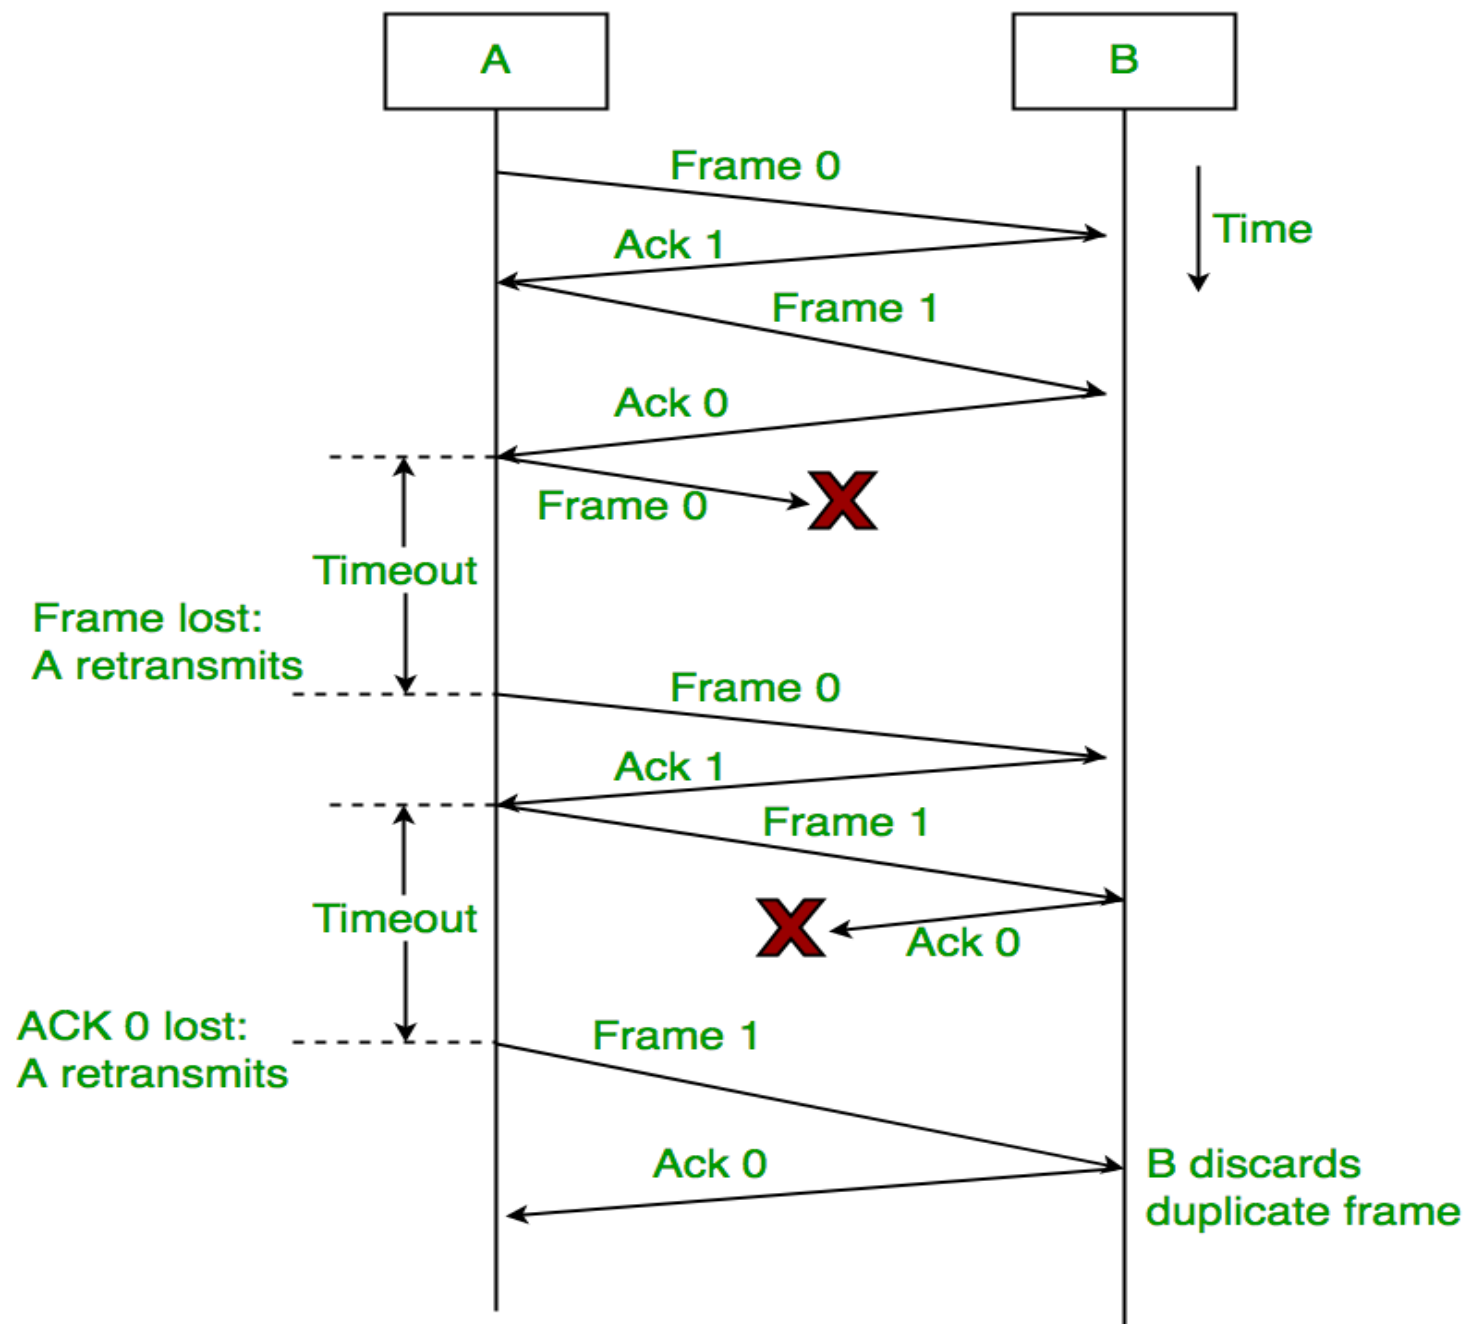 A
B
Frame 0
Time
Ack 1
Frame 1
Ack 0
Frame 0
Timeout
Frame lost:
A retransmits
Frame 0
Ack 1
Frame 1
Timeout
Ack 0
ACK 0 lost:
A retransmits
Frame 1
Ack 0
B discards
duplicate frame